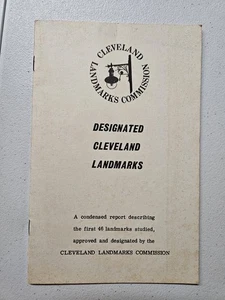 CLEVELAND
LANDMARKS COMMISSION
DESIGNATED
CLEVELAND
LANDMARKS
A condensed report describing
the first 46 landmarks studied,
approved and designated by the
CLEVELAND LANDMARKS COMMISSION